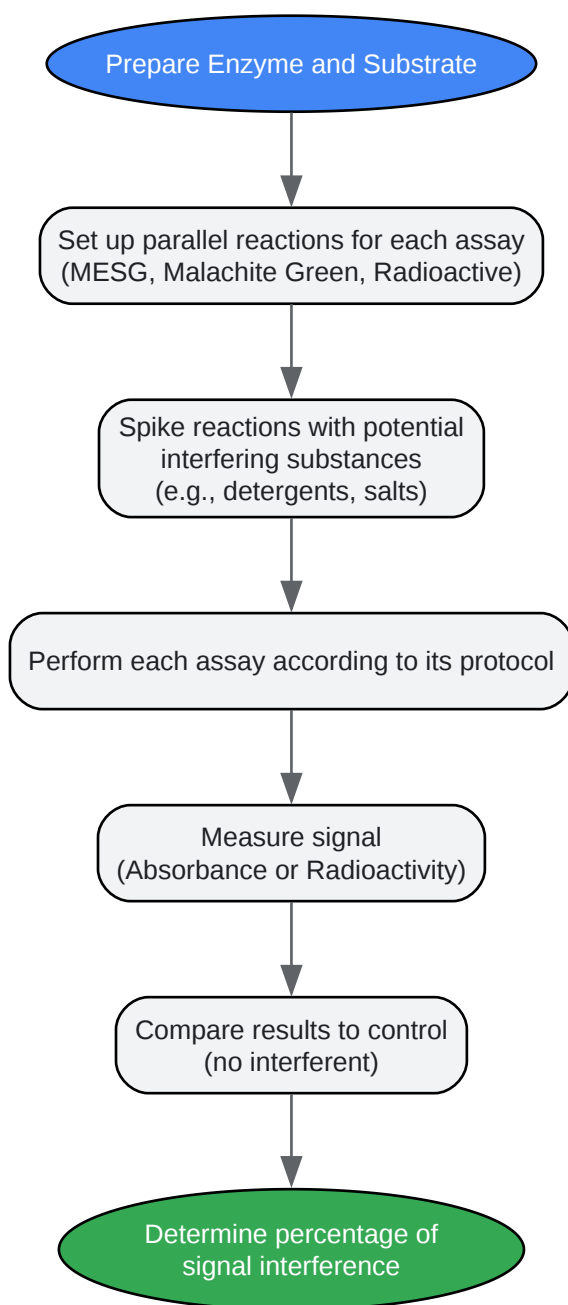 Prepare Enzyme and Substrate
Set up parallel reactions for each assay
(MESG, Malachite Green, Radioactive)
Spike reactions with potential
interfering substances
(e.g., detergents, salts)
Perform each assay according to its protocol
Measure signal
(Absorbance or Radioactivity)
Compare results to control
(no interferent)
Determine percentage of
signal interference